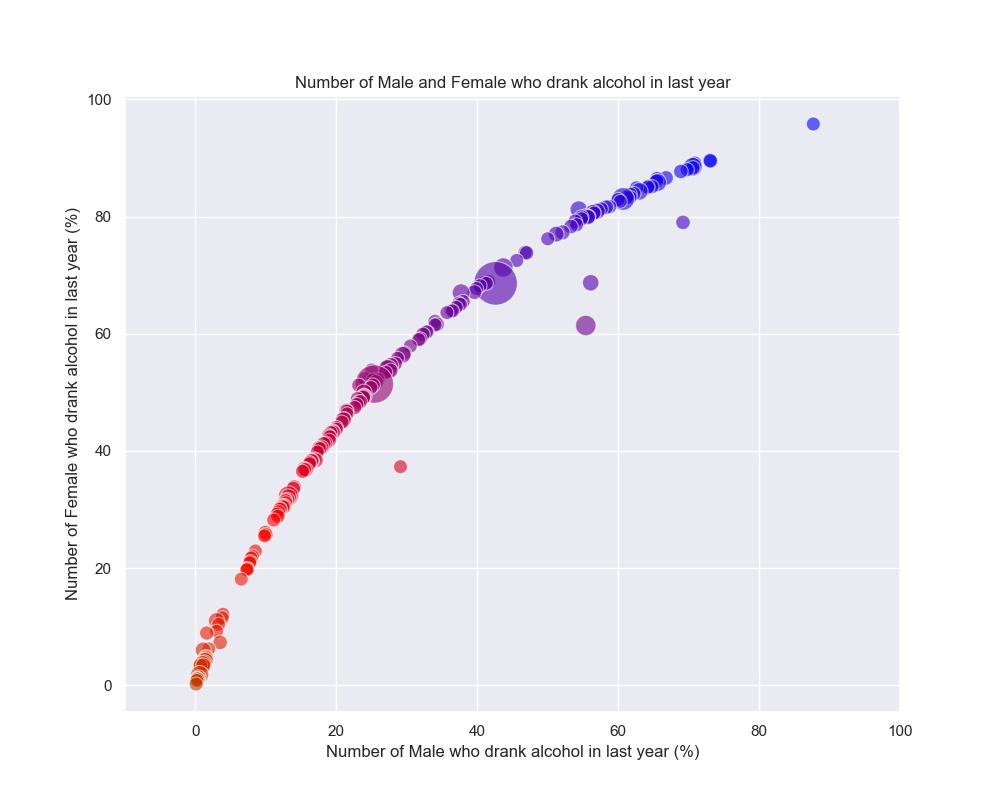 Number of Male and Female who drank alcohol in last year
100
80
60
40
20
0
Number of Female who drank alcohol in last year (%)
0 20 40 60 80 100
Number of Male who drank alcohol in last year (%)